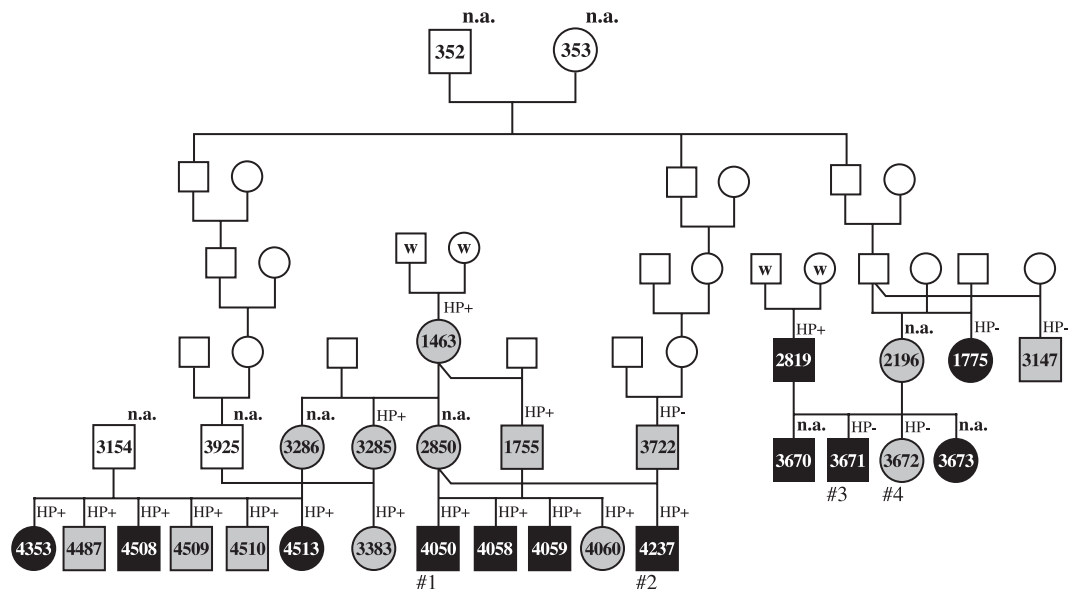 n.a. n.a.
352 353
w w
w w
HP+
n.a. HP- HP-
HP+
1463
2819 2196 1775 3147
n.a. n.a. n.a. HP+ n.a. HP+ HP-
n.a. HP- HP- n.a.
3154 3925 3286 3285 2850 1755 3722
3670 3671 3672 3673
#3 #4
HP+ HP+ HP+ HP+ HP+ HP+ HP+ HP+ HP+ HP+ HP+ HP+
4353 4487 4508 4509 4510 4513 3383 4050 4058 4059 4060 4237
#1 #2